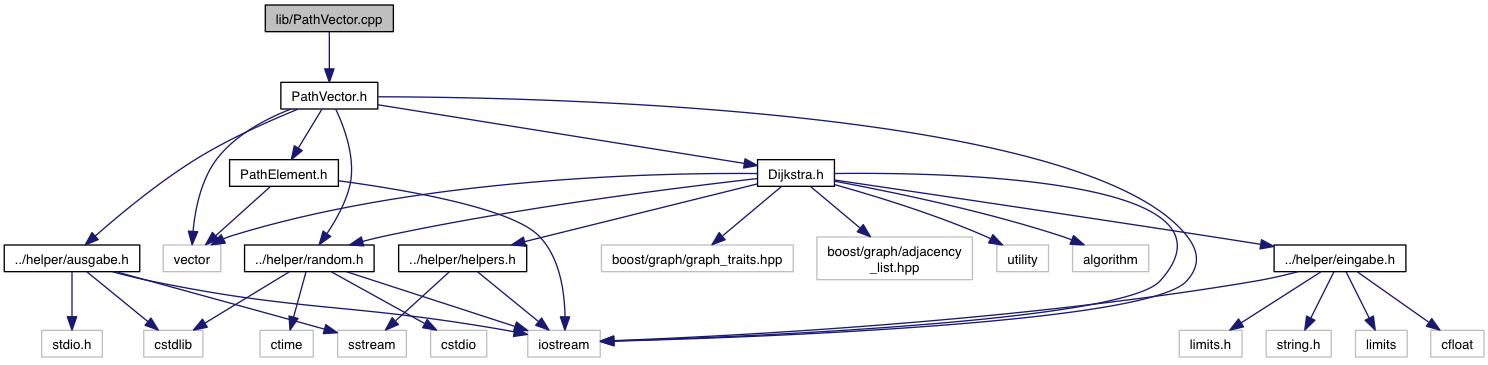 lib/PathVector.cpp
PathVector.h
PathElement.h
Dijkstra.h
../helper/ausgabe.h
vector
../helper/random.h
../helper/helpers.h
boost/graph/graph_traits.hpp
boost/graph/adjacency
_list.hpp
utility
algorithm
../helper/eingabe.h
stdio.h
cstdlib
ctime
sstream
cstdio
iostream
limits.h
string.h
limits
cfloat